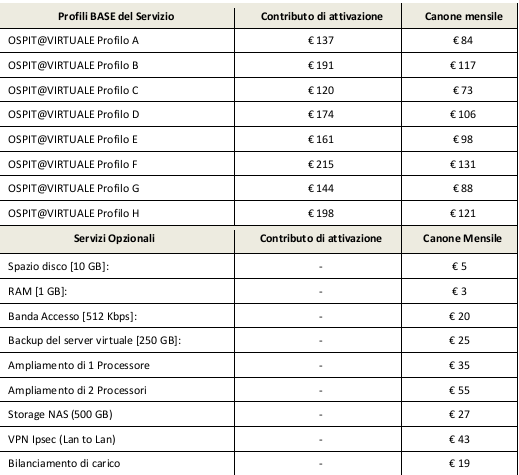 Profili BASE del Servizio Contributo di attivazione Canone mensile
OSPIT@VIRTUALE Profilo A € 137 € 84
OSPIT@VIRTUALE Profilo B € 191 € 117
OSPIT@VIRTUALE Profilo C € 120 € 73
OSPIT@VIRTUALE Profilo D € 174 € 106
OSPIT@VIRTUALE Profilo E € 161 € 98
OSPIT@VIRTUALE Profilo F € 215 € 131
OSPIT@VIRTUALE Profilo G € 144 € 88
OSPIT@VIRTUALE Profilo H € 198 € 121
Servizi Opzionali Contributo di attivazione Canone Mensile
Spazio disco [10 GB]: - € 5
RAM [1 GB]: - € 3
Banda Accesso [512 Kbps]: - € 20
Backup del server virtuale [250 GB]: - € 25
Ampliamento di 1 Processore - € 35
Ampliamento di 2 Processori - € 55
Storage NAS (500 GB) - € 27
VPN Ipsec (Lan to Lan) - € 43
Bilanciamento di carico - € 19